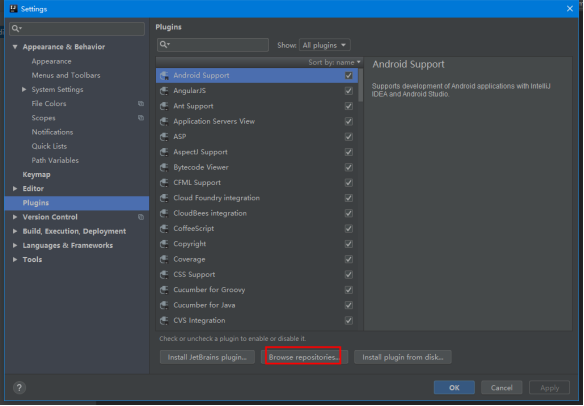 Settings
Appearance & Behavior
Appearance
Menus and Toolbars
System Settings
File Colors
Scopes
Notifications
Quick Lists
Path Variables
Keymap
Editor
Plugins
Version Control
Build, Execution, Deployment
Languages & Frameworks
Tools
Plugins
Show: All plugins
Sort by: name
Android Support
AngularJS
Ant Support
Application Servers View
ASP
AspectJ Support
Bytecode Viewer
CFML Support
Cloud Foundry integration
CloudBees integration
CoffeeScript
Copyright
Coverage
CSS Support
Cucumber for Groovy
Cucumber for Java
CVS Integration
Check or uncheck a plugin to enable or disable it.
Install JetBrains plugin...
Browse repositories...
Install plugin from disk...
Android Support
Supports development of Android applications with IntelliJ
IDEA and Android Studio.
?
OK
Cancel
Apply